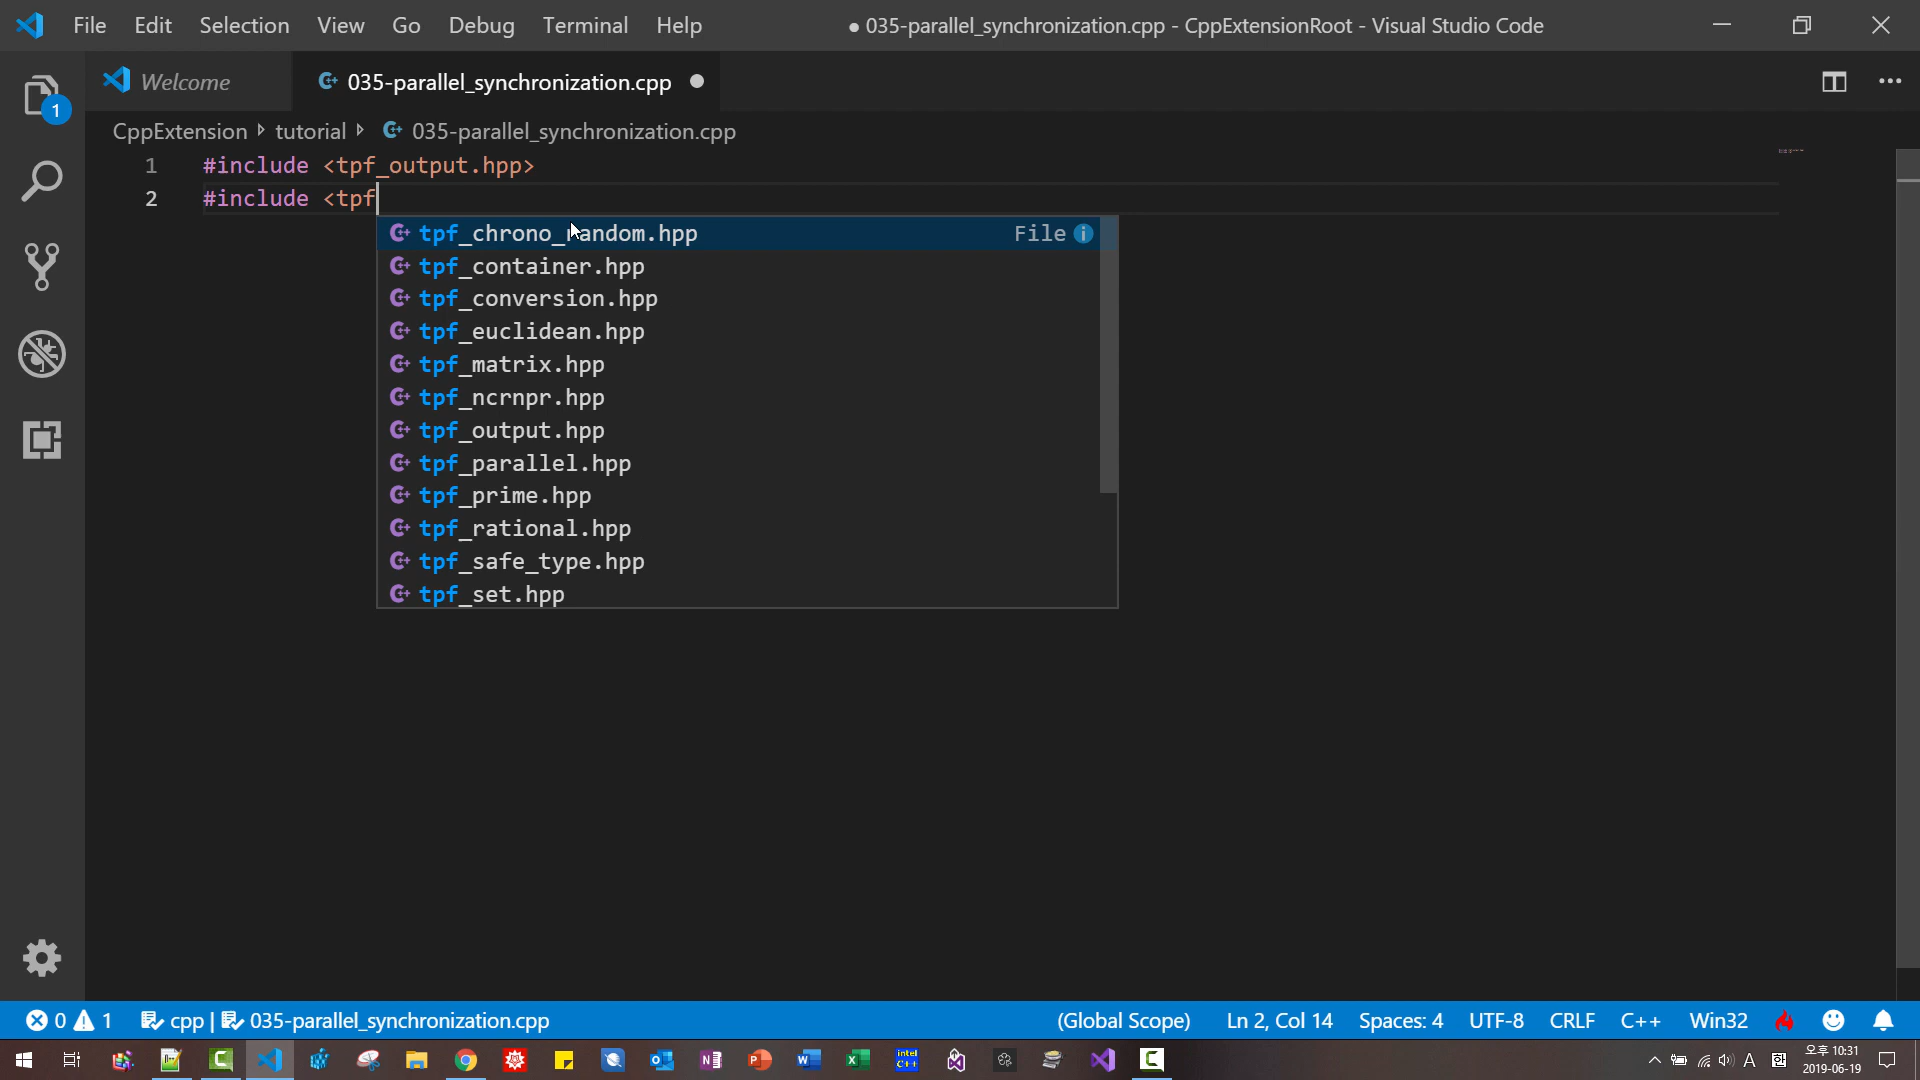 File Edit Selection View Go Debug Terminal Help
● 035-parallel_synchronization.cpp - CppExtensionRoot - Visual Studio Code
Welcome
035-parallel_synchronization.cpp
1
CppExtension tutorial 035-parallel_synchronization.cpp
1 #include <tpf_output.hpp>
2 #include <tpf
tpf_chrono_random.hpp File
tpf_container.hpp
tpf_conversion.hpp
tpf_euclidean.hpp
tpf_matrix.hpp
tpf_ncrnpr.hpp
tpf_output.hpp
tpf_parallel.hpp
tpf_prime.hpp
tpf_rational.hpp
tpf_safe_type.hpp
tpf_set.hpp
0 1 cpp | 035-parallel_synchronization.cpp (Global Scope) Ln 2, Col 14 Spaces: 4 UTF-8 CRLF C++ Win32
intel C++
A
오후 10:31
2019-06-19